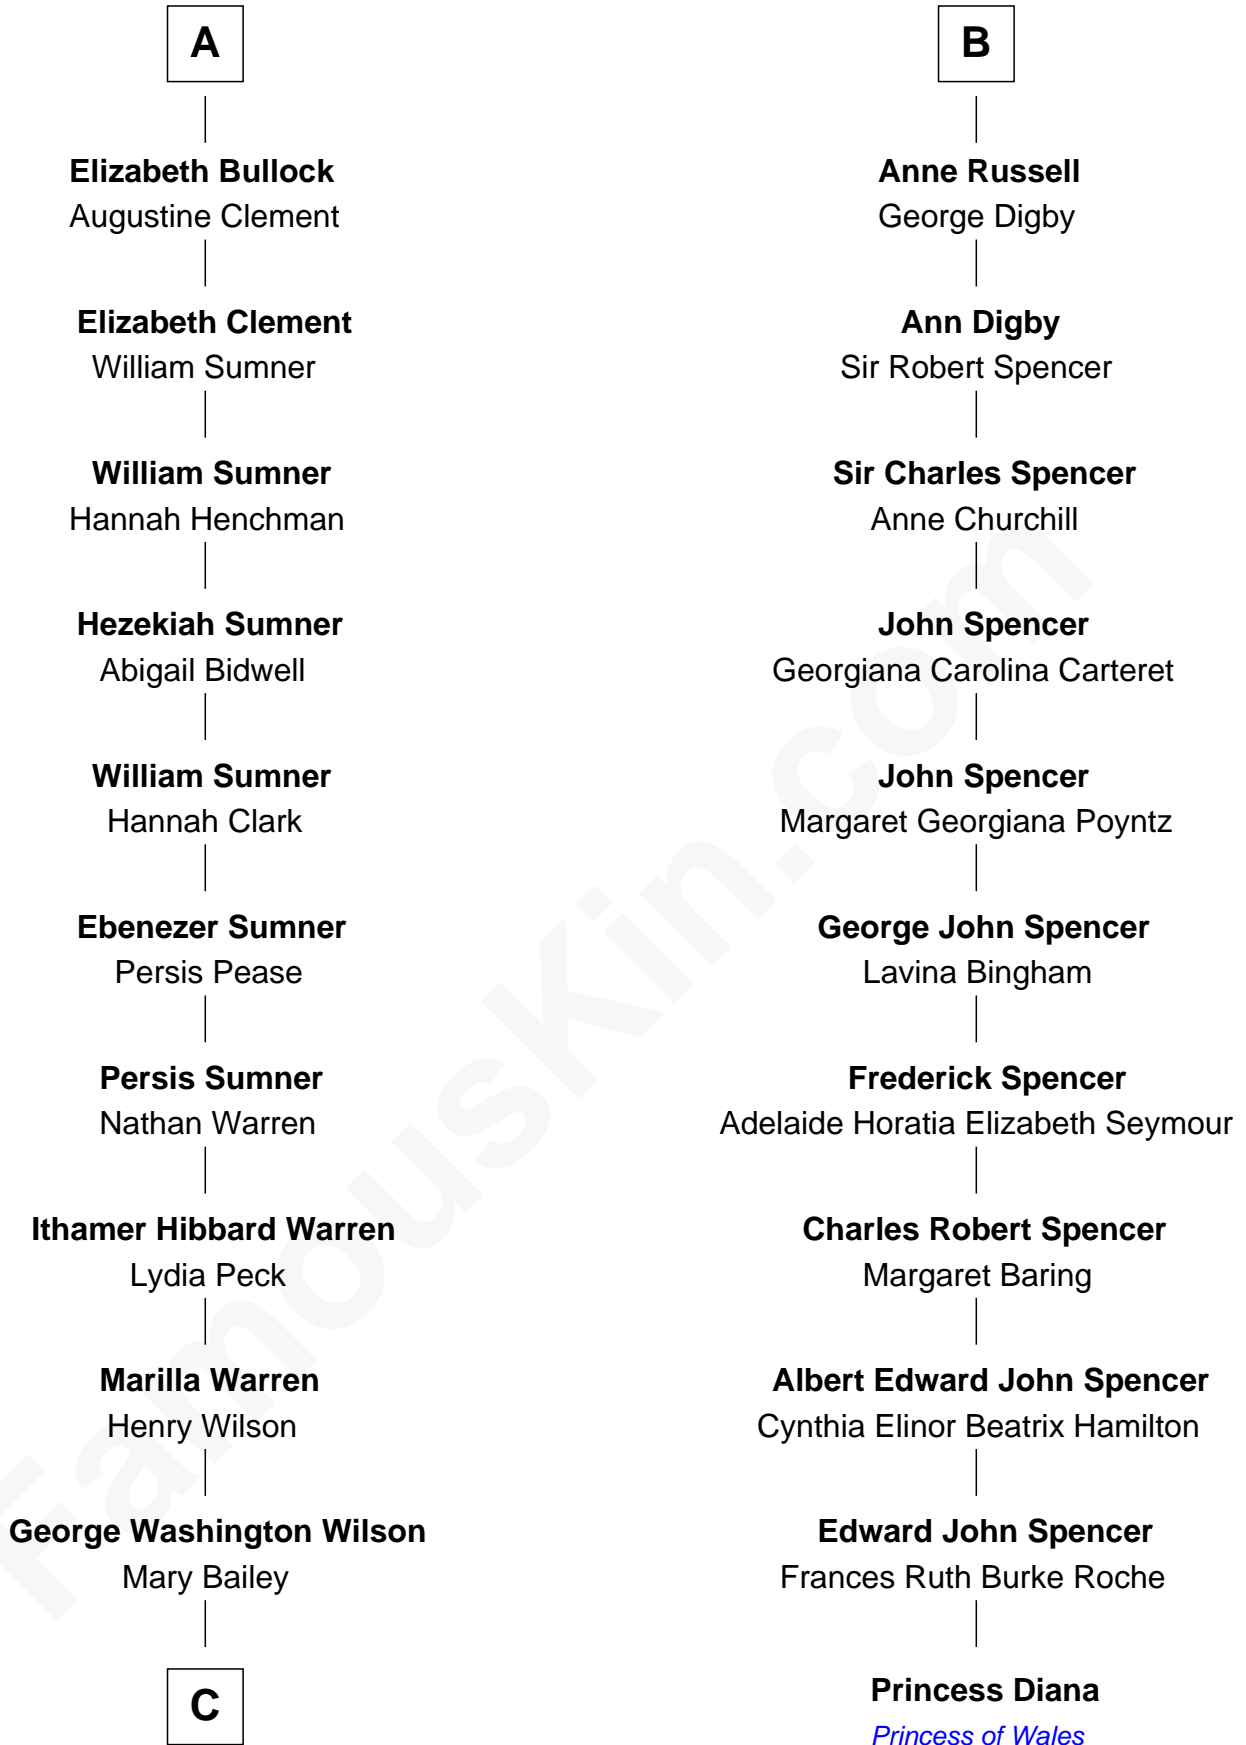 A
Elizabeth Bullock
Augustine Clement
Elizabeth Clement
William Sumner
William Sumner
Hannah Henchman
Hezekiah Sumner
Abigail Bidwell
William Sumner
Hannah Clark
Ebenezer Sumner
Persis Pease
Persis Sumner
Nathan Warren
Ithamer Hibbard Warren
Lydia Peck
Marilla Warren
Henry Wilson
George Washington Wilson
Mary Bailey
C
B
Anne Russell
George Digby
Ann Digby
Sir Robert Spencer
Sir Charles Spencer
Anne Churchill
John Spencer
Georgiana Carolina Carteret
John Spencer
Margaret Georgiana Poyntz
George John Spencer
Lavina Bingham
Frederick Spencer
Adelaide Horatia Elizabeth Seymour
Charles Robert Spencer
Margaret Baring
Albert Edward John Spencer
Cynthia Elinor Beatrix Hamilton
Edward John Spencer
Frances Ruth Burke Roche
Princess Diana
Princess of Wales
FamousKin.com